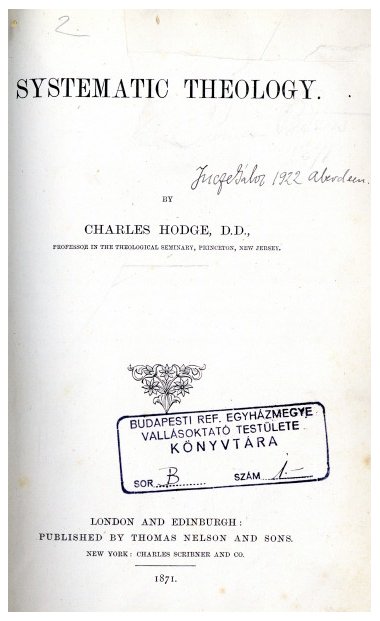 2.
SYSTEMATIC THEOLOGY.
1922 Aberdeen.
BY
CHARLES HODGE, D.D.,
PROFESSOR IN THE THEOLOGICAL SEMINARY, PRINCETON, NEW JERSEY.
BUDAPESTI REF. EGYHÁZMEGYE
VALLÁSOKTATÓ TESTÜLETE
KÖNYVTÁRA
SOR B SZÁM 1.-
LONDON AND EDINBURGH:
PUBLISHED BY THOMAS NELSON AND SONS.
NEW YORK: CHARLES SCRIBNER AND CO.
1871.